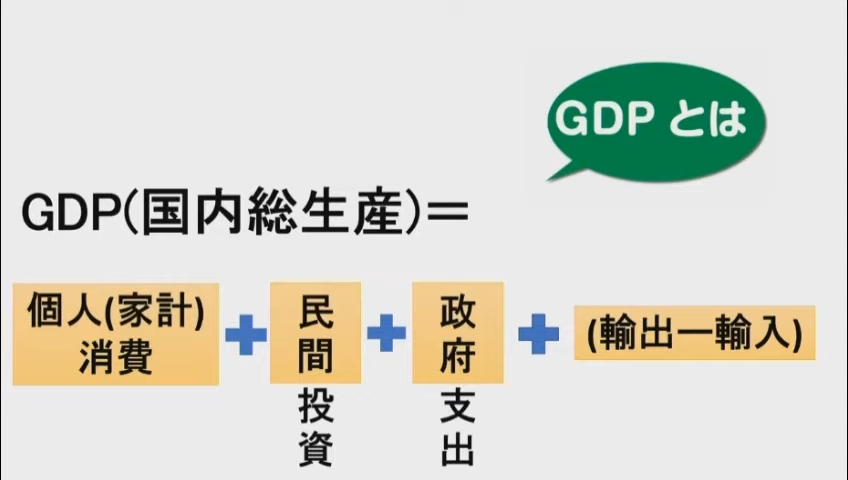 GDP とは
GDP(国内総生産)＝
個人(家計)
消費
民間投資
政府支出
(輸出ー輸入)